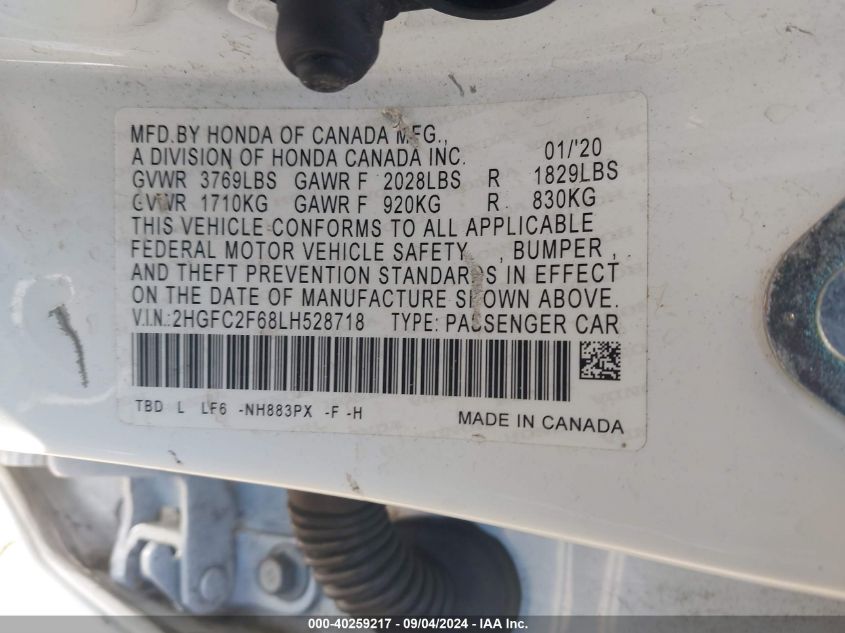 MFD.BY HONDA OF CANADA MFG.,
A DIVISION OF HONDA CANADA INC. 01/'20
GVWR 3769LBS GAWR F 2028LBS R 1829LBS
GVWR 1710KG GAWR F 920KG R 830KG
THIS VEHICLE CONFORMS TO ALL APPLICABLE
FEDERAL MOTOR VEHICLE SAFETY , BUMPER ,
AND THEFT PREVENTION STANDARDS IN EFFECT
ON THE DATE OF MANUFACTURE SHOWN ABOVE.
V.I.N.:2HGFC2F68LH528718 TYPE: PASSENGER CAR
TBD L LF6 -NH883PX -F -H MADE IN CANADA
000-40259217 - 09/04/2024 - IAA Inc.